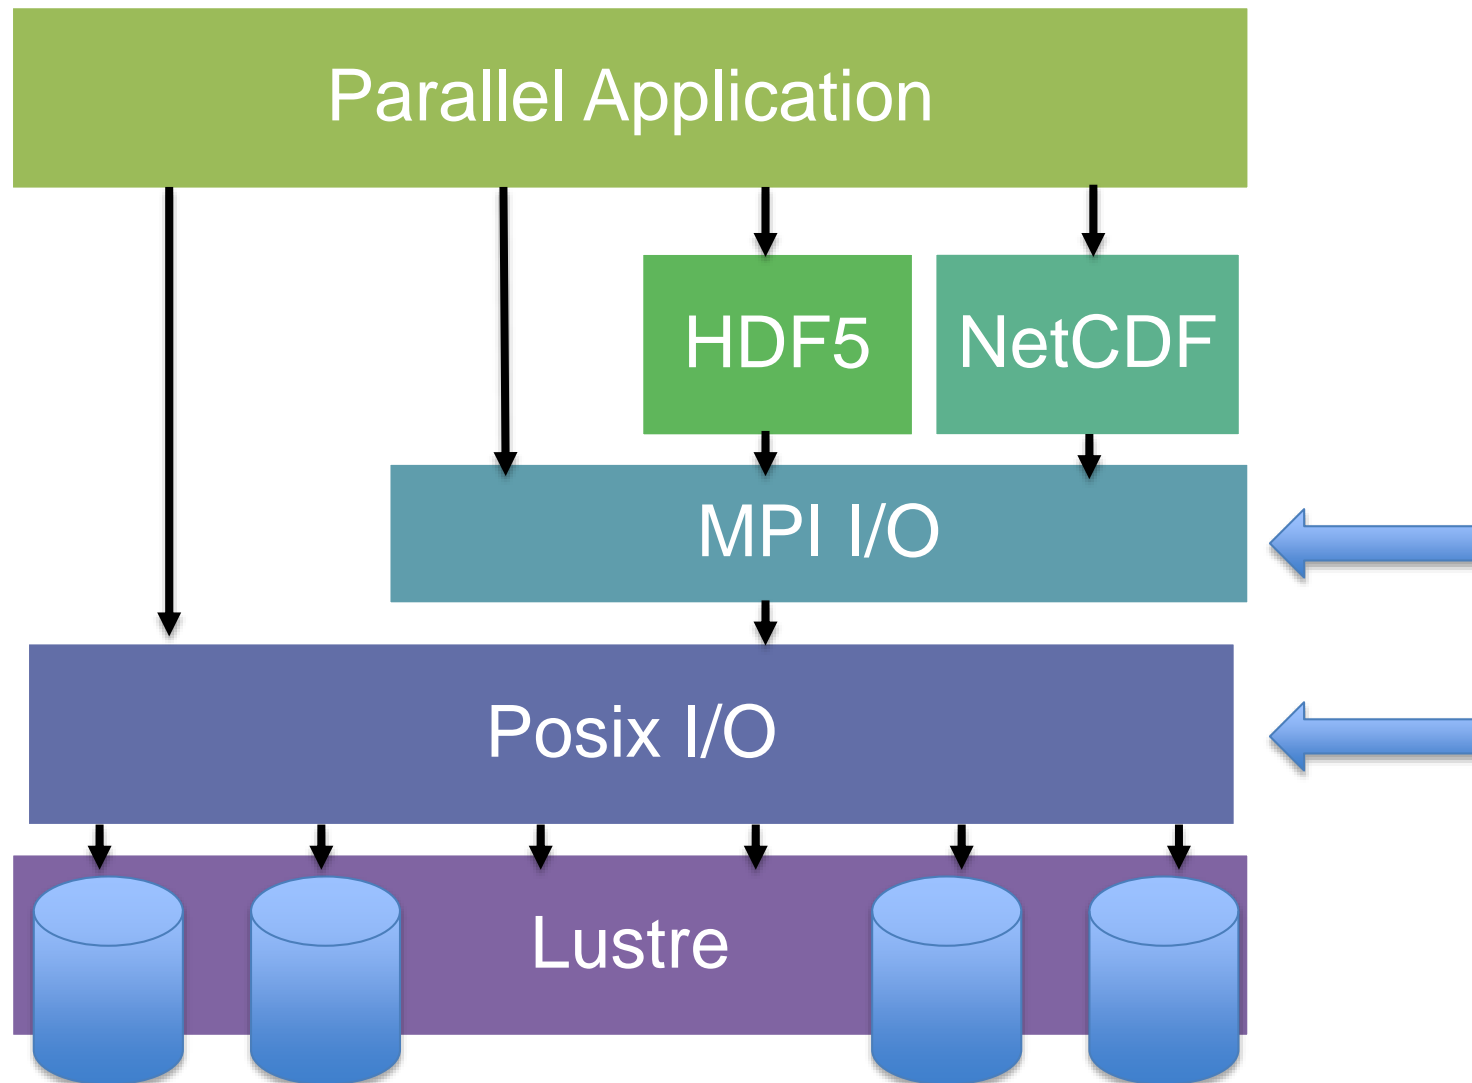 Parallel Application
HDF5
NetCDF
MPI I/O
Posix I/O
Lustre